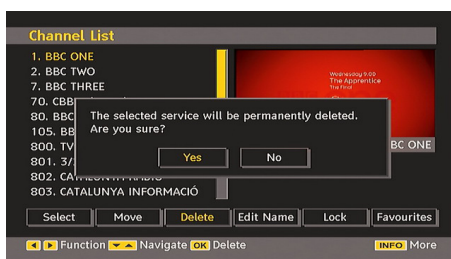 Channel List
1. BBC ONE
2. BBC TWO
7. BBC THREE
70. CBB
80. BBC
105. BB
800. TV
801. 3/
802. CATALUNYA RÀDIO
803. CATALUNYA INFORMACIÓ
Wednesday 9.00
The Apprentice
The Final
BBC ONE
The selected service will be permanently deleted.
Are you sure?
Yes
No
Select
Move
Delete
Edit Name
Lock
Favourites
Function
Navigate
OK Delete
INFO More